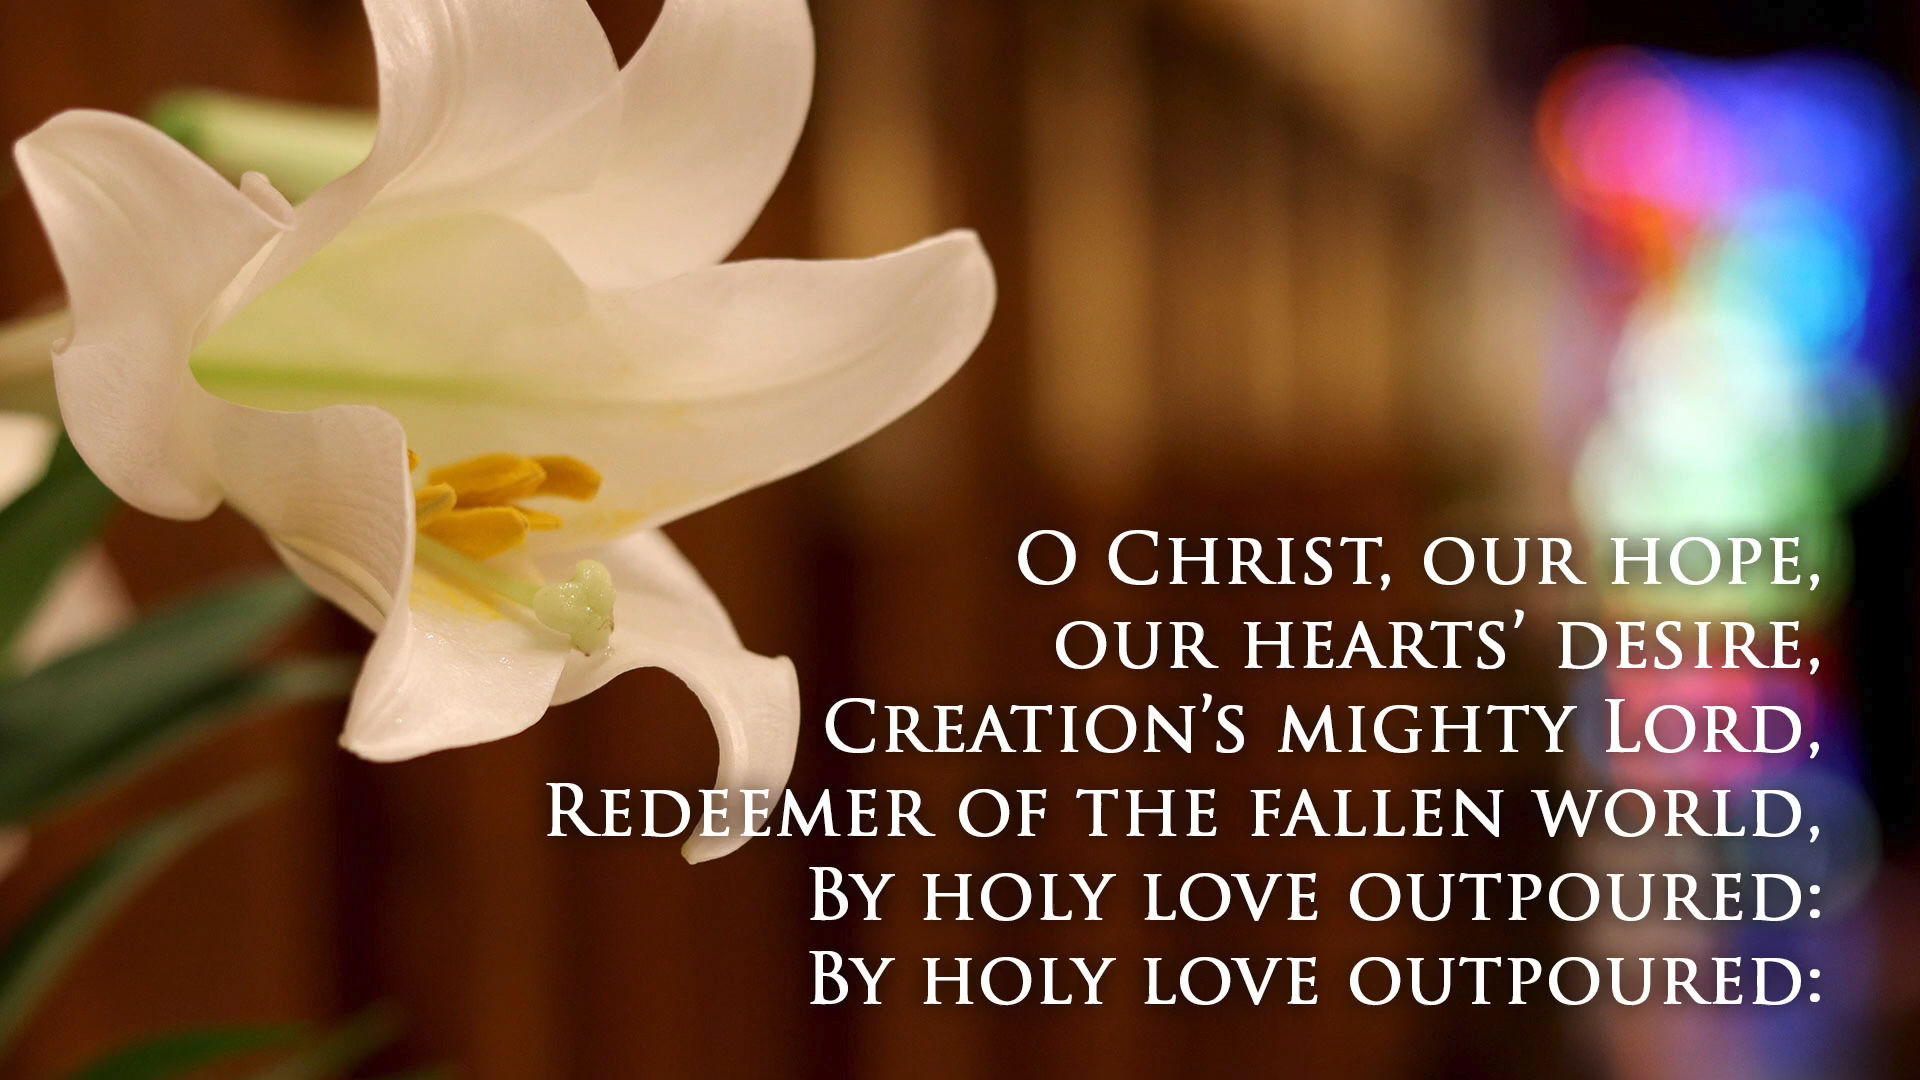 O Christ, our hope,
our hearts’ desire,
Creation’s mighty Lord,
Redeemer of the fallen world,
By holy love outpoured:
By holy love outpoured: